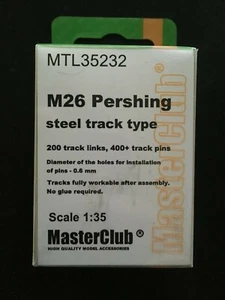 MTL35232
M26 Pershing
steel track type
200 track links, 400+ track pins
Diameter of the holes for installation
of pins - 0.6 mm
Tracks fully workable after assembly.
No glue required.
Scale 1:35
MasterClub®
HIGH QUALITY MODEL ACCESSORIES
MasterClub®